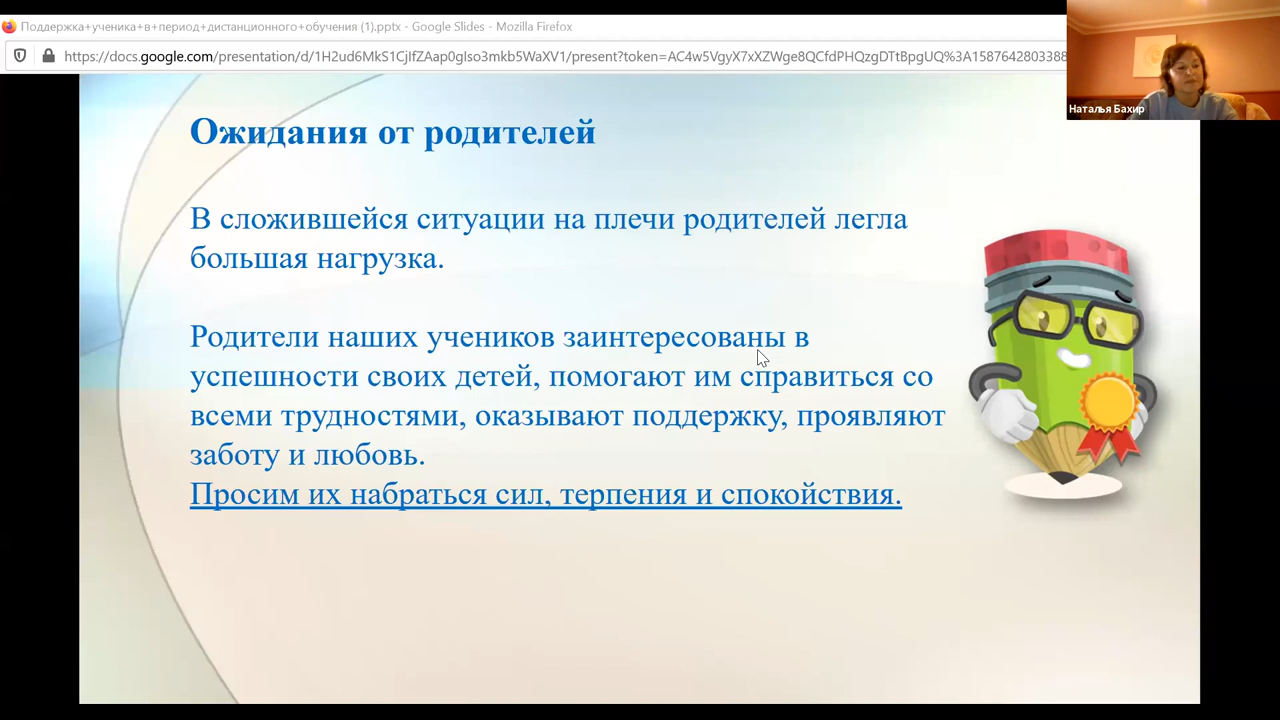 Поддержка+ученика+в+период+дистанционного+обучения (1).pptx - Google Slides - Mozilla Firefox
https://docs.google.com/presentation/d/1H2ud6MkS1CjIfZAap0gIso3mkb5WaXV1/present?token=AC4w5VgyX7xXZWge8QCfdPHQzgDTtBpgUQ%3A1587642803388
Наталья Бахир
Ожидания от родителей
В сложившейся ситуации на плечи родителей легла
большая нагрузка.
Родители наших учеников заинтересованы в
успешности своих детей, помогают им справиться со
всеми трудностями, оказывают поддержку, проявляют
заботу и любовь.
Просим их набраться сил, терпения и спокойствия.